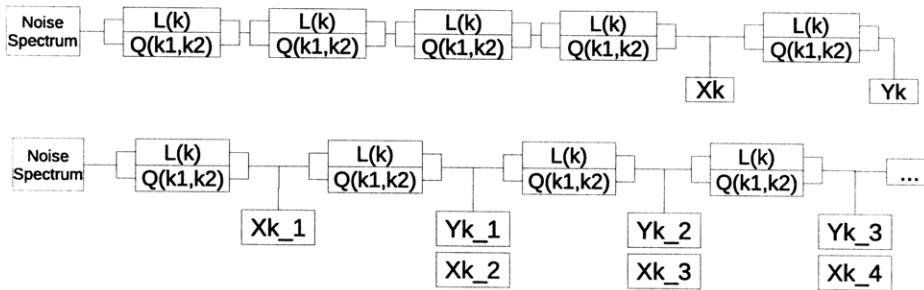 Noise
Spectrum
L(k)
Q(k1,k2)
L(k)
Q(k1,k2)
L(k)
Q(k1,k2)
L(k)
Q(k1,k2)
L(k)
Q(k1,k2)
Xk
Yk
Noise
Spectrum
L(k)
Q(k1,k2)
L(k)
Q(k1,k2)
L(k)
Q(k1,k2)
L(k)
Q(k1,k2)
...
Xk_1
Yk_1
Xk_2
Yk_2
Xk_3
Yk_3
Xk_4